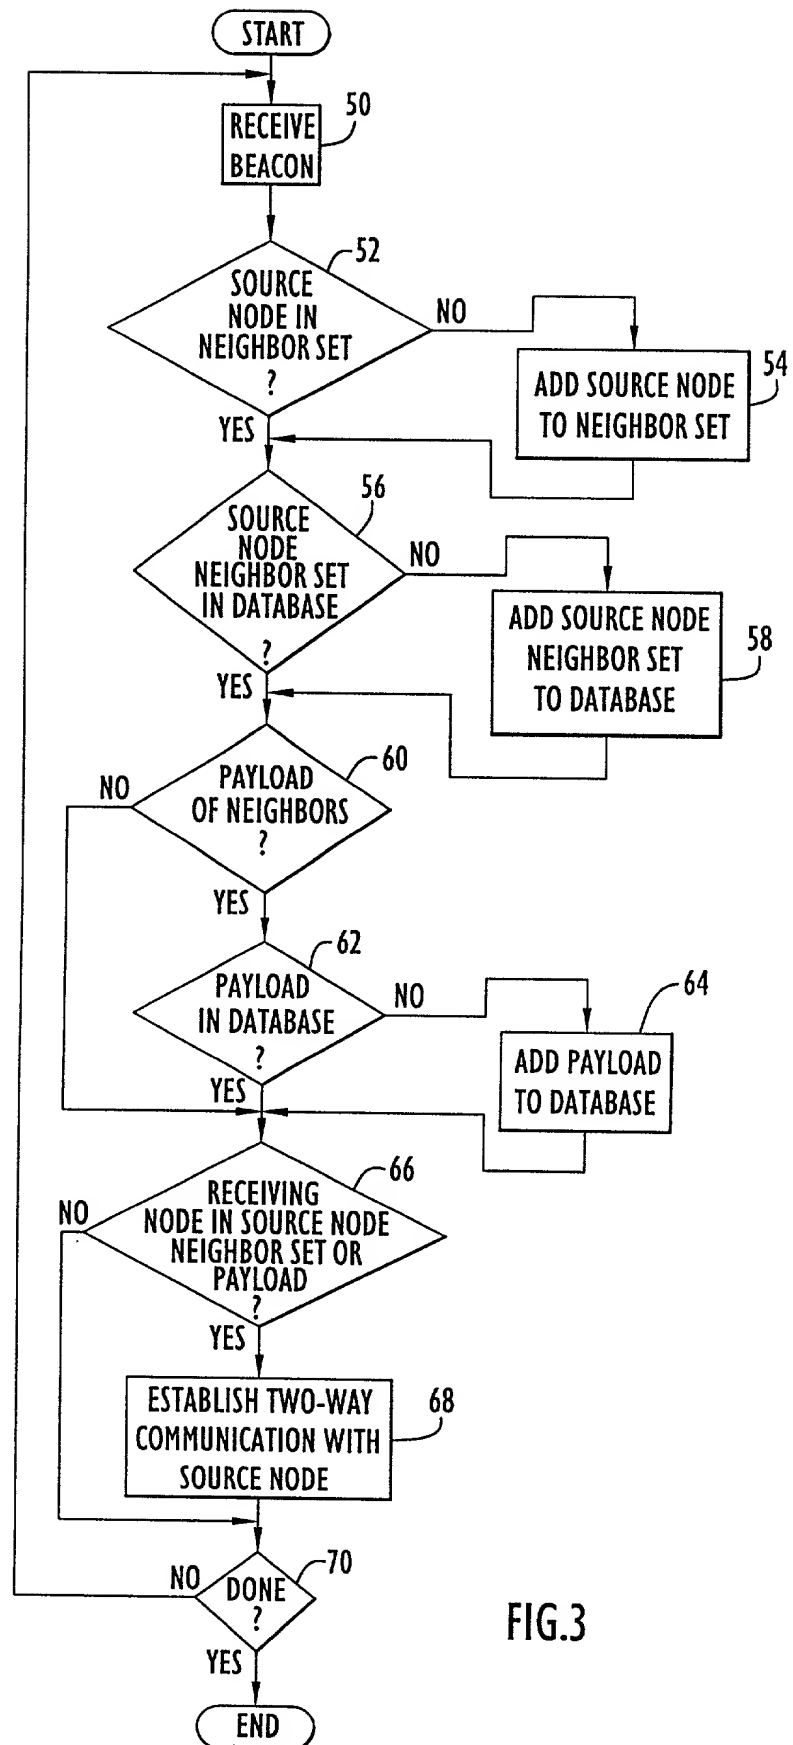 START
50
RECEIVE
BEACON
52
SOURCE
NODE IN
NEIGHBOR SET
?
NO
YES
54
ADD SOURCE NODE
TO NEIGHBOR SET
56
SOURCE
NODE
NEIGHBOR SET
IN DATABASE
?
NO
YES
58
ADD SOURCE NODE
NEIGHBOR SET
TO DATABASE
60
PAYLOAD
OF NEIGHBORS
?
NO
YES
62
PAYLOAD
IN DATABASE
?
NO
YES
64
ADD PAYLOAD
TO DATABASE
66
RECEIVING
NODE IN SOURCE NODE
NEIGHBOR SET OR
PAYLOAD
?
NO
YES
68
ESTABLISH TWO-WAY
COMMUNICATION WITH
SOURCE NODE
70
DONE
?
NO
YES
END
FIG.3